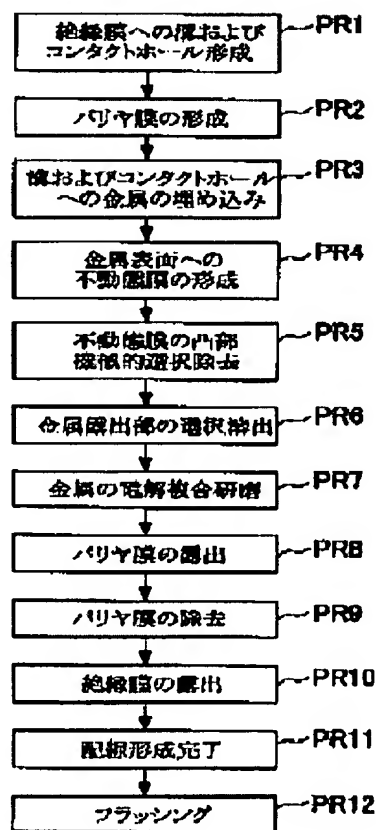 絶縁膜への溝および
コンタクトホール形成
PR1
バリヤ膜の形成
PR2
溝およびコンタクトホール
への金属の埋め込み
PR3
金属表面への
不動態膜の形成
PR4
不動態膜の凸部
機械的選択除去
PR5
金属露出部の選択溶出
PR6
金属の電解複合研磨
PR7
バリヤ膜の露出
PR8
バリヤ膜の除去
PR9
絶縁膜の露出
PR10
配線形成完了
PR11
フラッシング
PR12